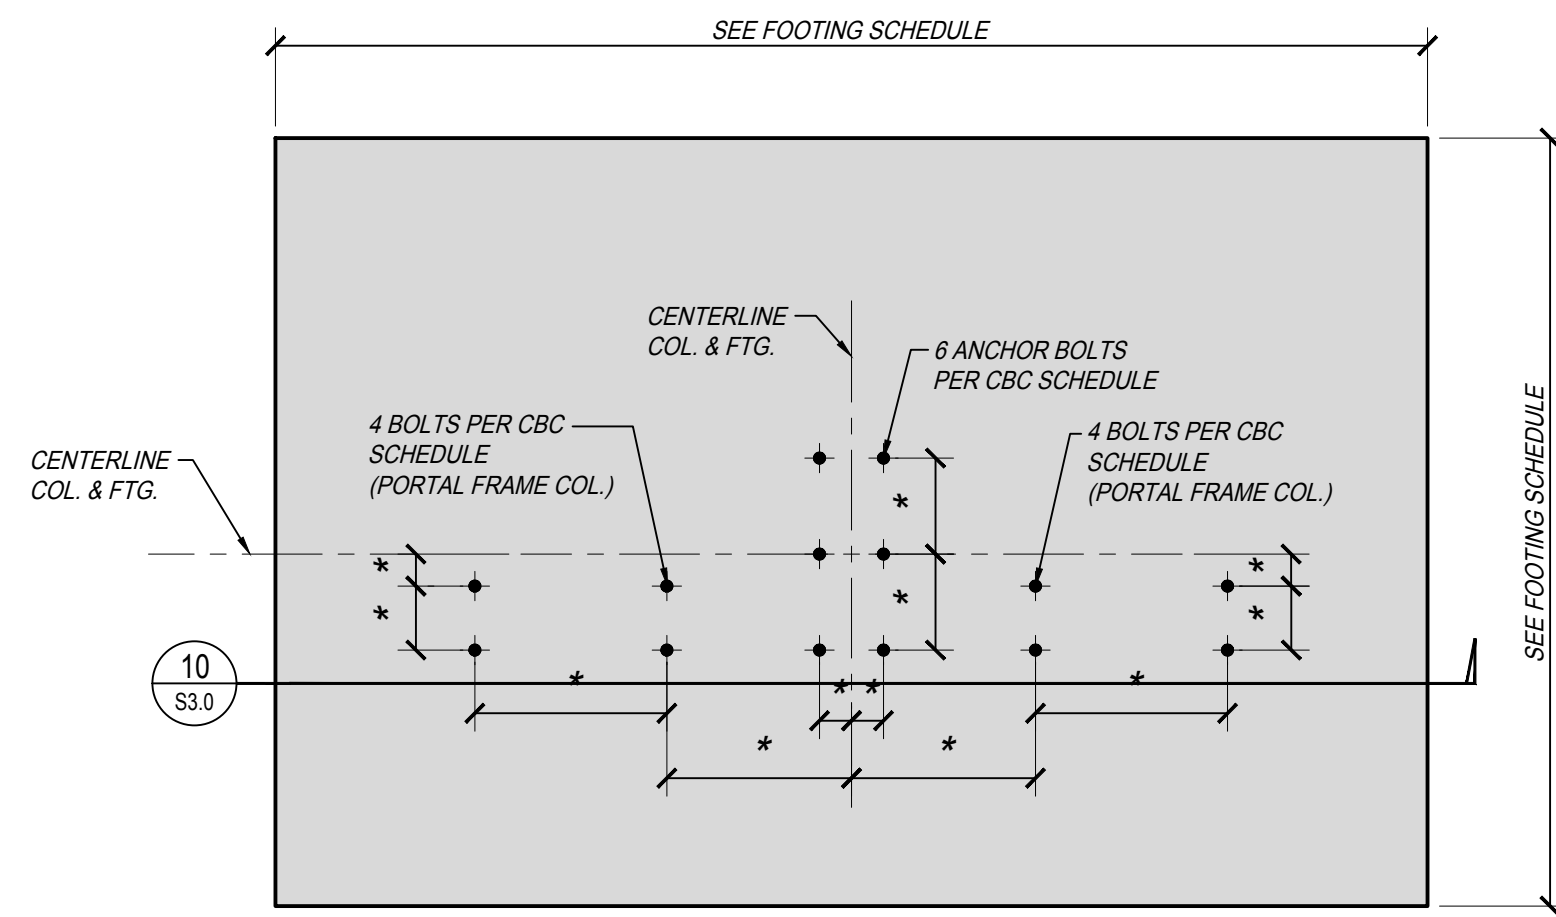 SEE FOOTING SCHEDULE
CENTERLINE
COL. & FTG.
6 ANCHOR BOLTS
PER CBC SCHEDULE
4 BOLTS PER CBC
SCHEDULE
(PORTAL FRAME COL.)
4 BOLTS PER CBC
SCHEDULE
(PORTAL FRAME COL.)
CENTERLINE
COL. & FTG.
SEE FOOTING SCHEDULE
*
*
*
*
*
*
*
*
*
*
*
*
10
S3.0